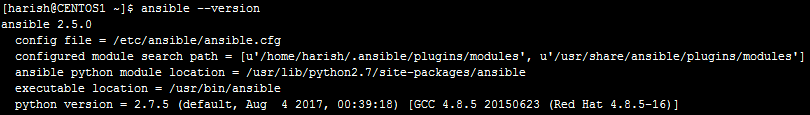 [harish@CENTOS1 ~]$ ansible --version
ansible 2.5.0
  config file = /etc/ansible/ansible.cfg
  configured module search path = [u'/home/harish/.ansible/plugins/modules', u'/usr/share/ansible/plugins/modules']
  ansible python module location = /usr/lib/python2.7/site-packages/ansible
  executable location = /usr/bin/ansible
  python version = 2.7.5 (default, Aug  4 2017, 00:39:18) [GCC 4.8.5 20150623 (Red Hat 4.8.5-16)]